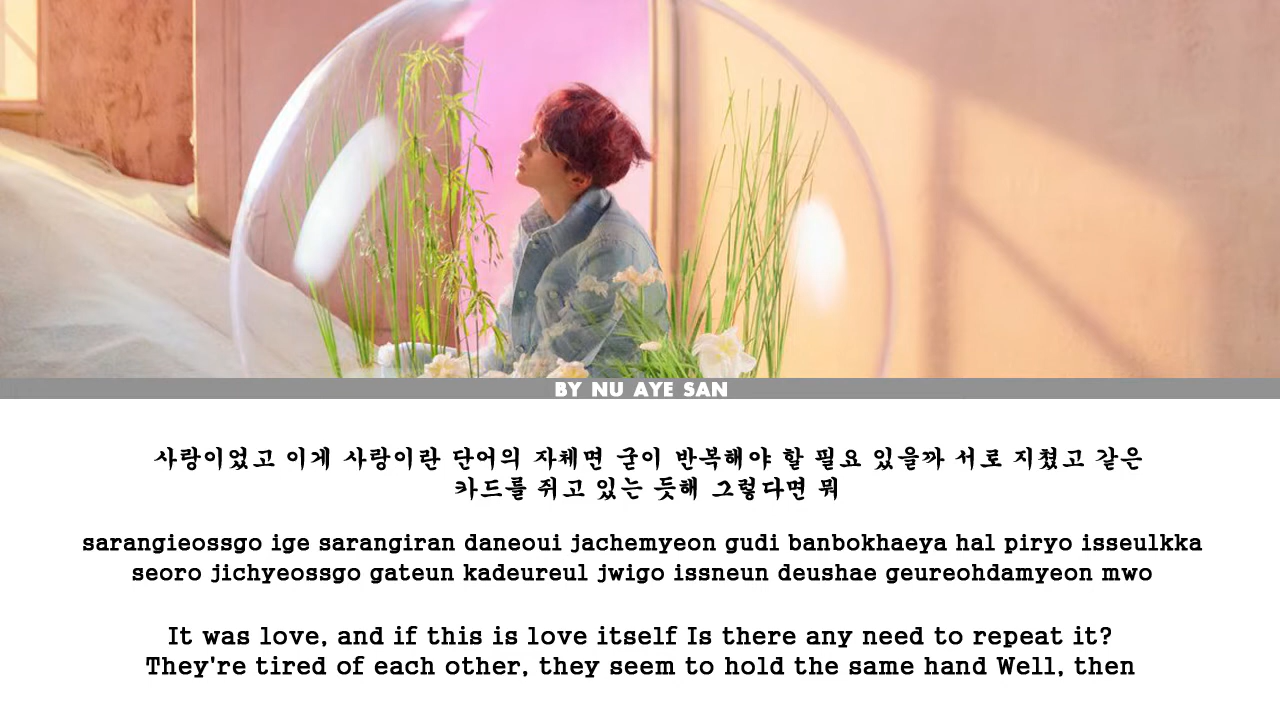 BY NU AYE SAN
사랑이었고 이게 사랑이란 단어의 자체면 굳이 반복해야 할 필요 있을까 서로 지쳤고 같은
카드를 쥐고 있는 듯해 그렇다면 뭐
sarangieossgo ige sarangiran daneoui jachemyeon gudi banbokhaeya hal piryo isseulkka
seoro jichyeossgo gateun kadeureul jwigo issneun deushae geureohdamyeon mwo
It was love, and if this is love itself Is there any need to repeat it?
They're tired of each other, they seem to hold the same hand Well, then